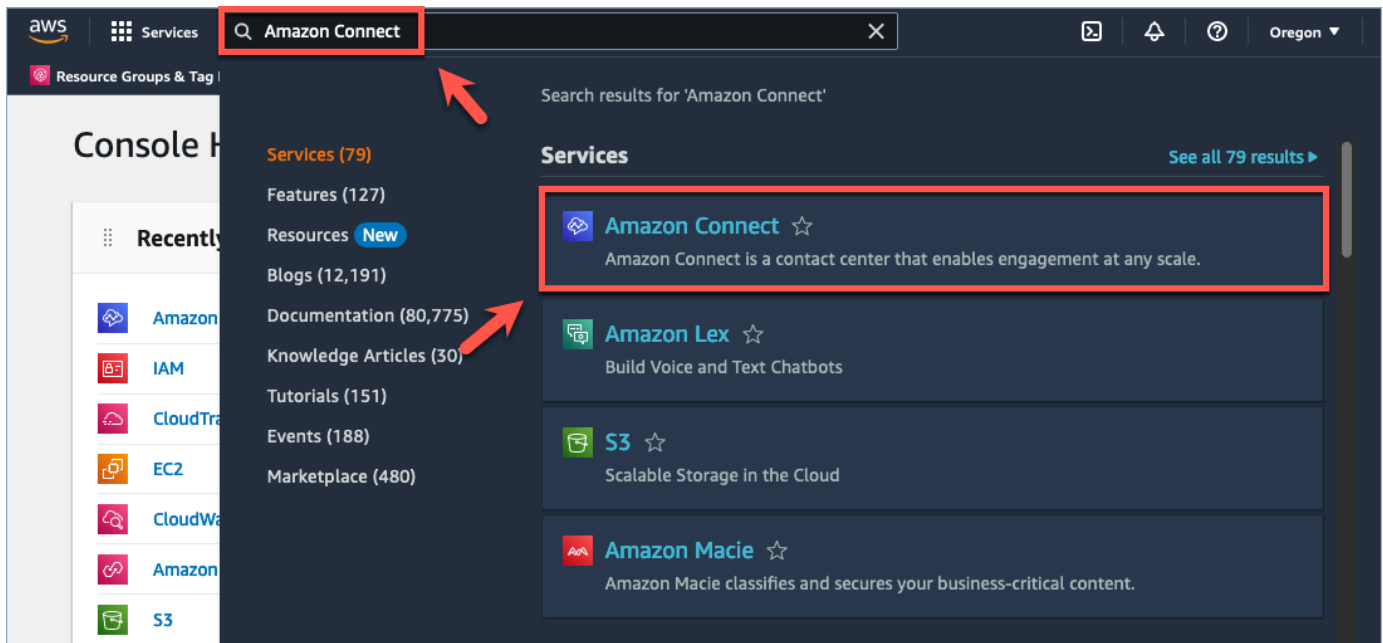 aws
Services
Amazon Connect
Oregon
Resource Groups & Tag
Search results for 'Amazon Connect'
Console H
Services (79)
Features (127)
Resources New
Blogs (12,191)
Documentation (80,775)
Knowledge Articles (30)
Tutorials (151)
Events (188)
Marketplace (480)
Services
See all 79 results
Amazon Connect
Amazon Connect is a contact center that enables engagement at any scale.
Amazon Lex
Build Voice and Text Chatbots
S3
Scalable Storage in the Cloud
Amazon Macie
Amazon Macie classifies and secures your business-critical content.
Recently
Amazon
IAM
CloudTra
EC2
CloudWa
Amazon
S3